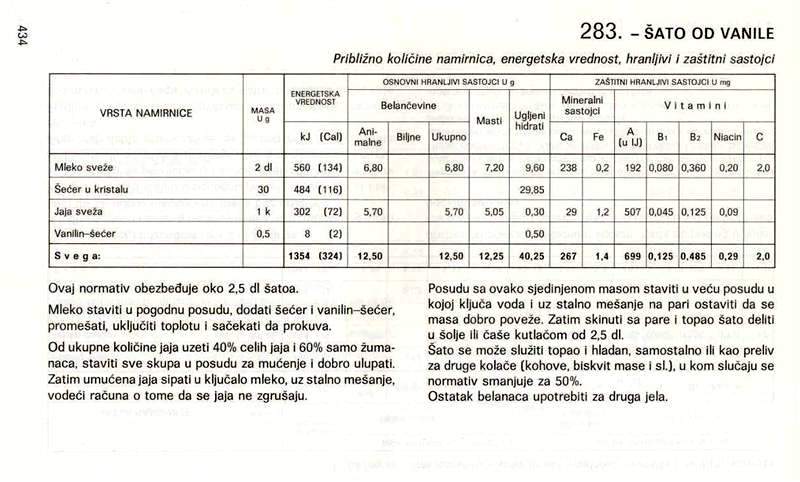 434
283. – ŠATO OD VANILE
Približno količine namirnica, energetska vrednost, hranljivi i zaštitni sastojci
VRSTA NAMIRNICE MASA U g ENERGETSKA VREDNOST OSNOVNI HRANLJIVI SASTOJCI U g ZAŠTITNI HRANLJIVI SASTOJCI U mg
Belančevine Masti Ugljeni hidrati Mineralni sastojci Vitamini
kJ (Cal) Ani-malne Biljne Ukupno Ca Fe A (u IJ) B1 B2 Niacin C
Mleko sveže 2 dl 560 (134) 6,80 6,80 7,20 9,60 238 0,2 192 0,080 0,360 0,20 2,0
Šećer u kristalu 30 484 (116) 29,85
Jaja sveža 1 k 302 (72) 5,70 5,70 5,05 0,30 29 1,2 507 0,045 0,125 0,09
Vanilin–šećer 0,5 8 (2) 0,50
Svega: 1354 (324) 12,50 12,50 12,25 40,25 267 1,4 699 0,125 0,485 0,29 2,0
Ovaj normativ obezbeđuje oko 2,5 dl šatoa.
Mleko staviti u pogodnu posudu, dodati šećer i vanilin–šećer,
promešati, uključiti toplotu i sačekati da prokuva.
Od ukupne količine jaja uzeti 40% celih jaja i 60% samo žuma-
naca, staviti sve skupa u posudu za mućenje i dobro ulupati.
Zatim umućena jaja sipati u ključalo mleko, uz stalno mešanje,
vodeći računa o tome da se jaja ne zgrušaju.
Posudu sa ovako sjedinjenom masom staviti u veću posudu u
kojoj ključa voda i uz stalno mešanje na pari ostaviti da se
masa dobro poveže. Zatim skinuti sa pare i topao šato deliti
u šolje ili čaše kutlačom od 2,5 dl.
Šato se može služiti topao i hladan, samostalno ili kao preliv
za druge kolače (kohove, biskvit mase i sl.), u kom slučaju se
normativ smanjuje za 50%.
Ostatak belanaca upotrebiti za druga jela.